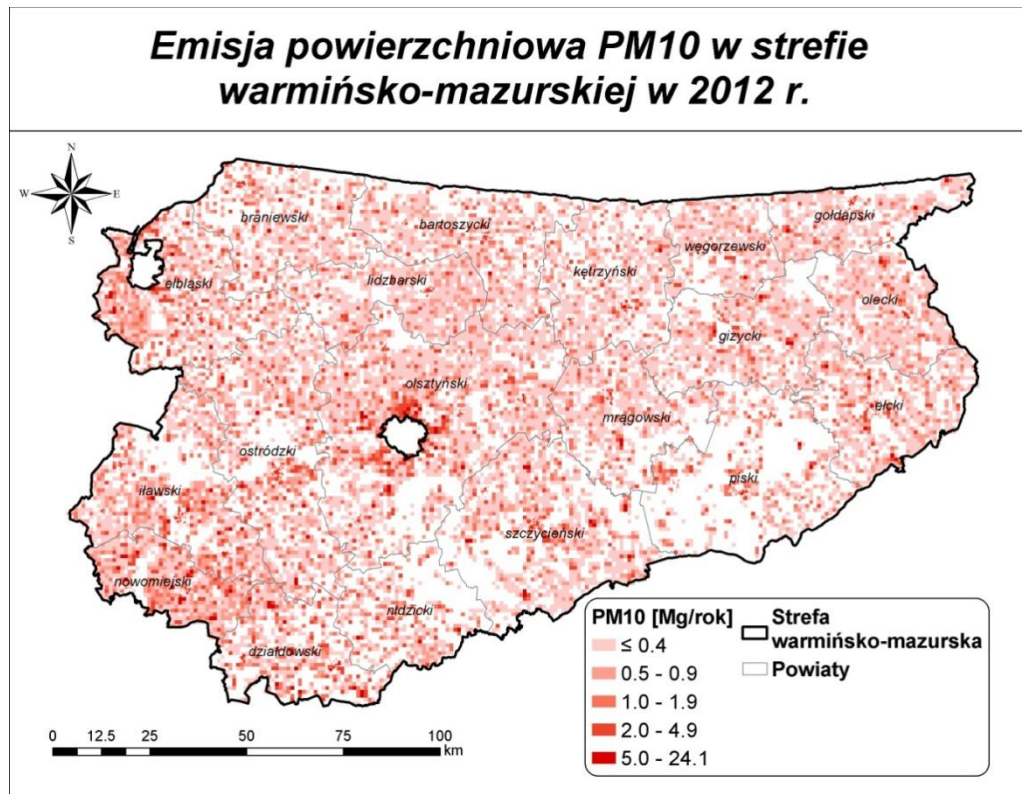 Emisja powierzchniowa PM10 w strefie
warmińsko-mazurskiej w 2012 r.
N
W
E
S
braniewski
bartoszycki
gołdapski
węgorzewski
kętrzyński
elbląski
lidzbarski
olecki
giżycki
olsztyński
mrągowski
ełcki
ostródzki
piski
iławski
szczycieński
nowomiejski
nidzicki
działdowski
PM10 [Mg/rok]
≤ 0.4
0.5 - 0.9
1.0 - 1.9
2.0 - 4.9
5.0 - 24.1
Strefa
warmińsko-mazurska
Powiaty
0 12.5 25 50 75 100
km